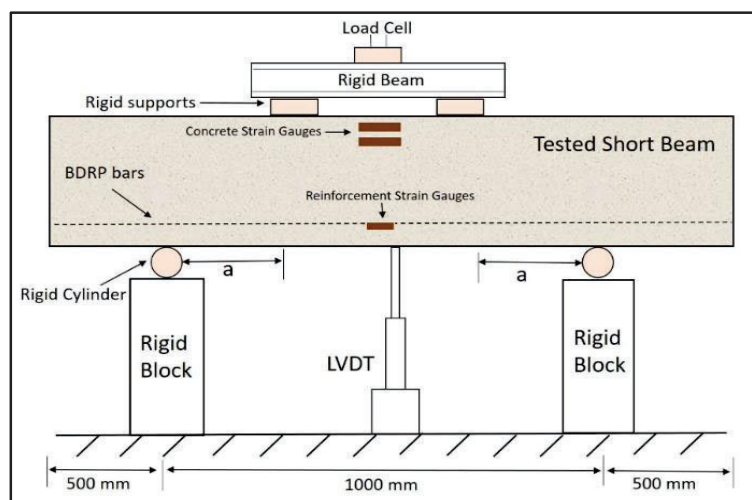 Load Cell
Rigid Beam
Rigid supports
Concrete Strain Gauges
Tested Short Beam
BDRP bars
Reinforcement Strain Gauges
a
a
Rigid Cylinder
Rigid
Block
LVDT
Rigid
Block
500 mm
1000 mm
500 mm